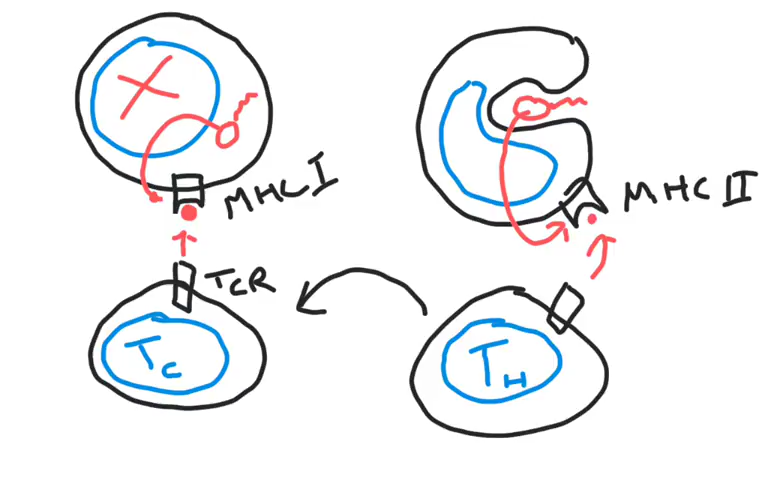 X
MHC I
MHC II
TCR
TC
TH